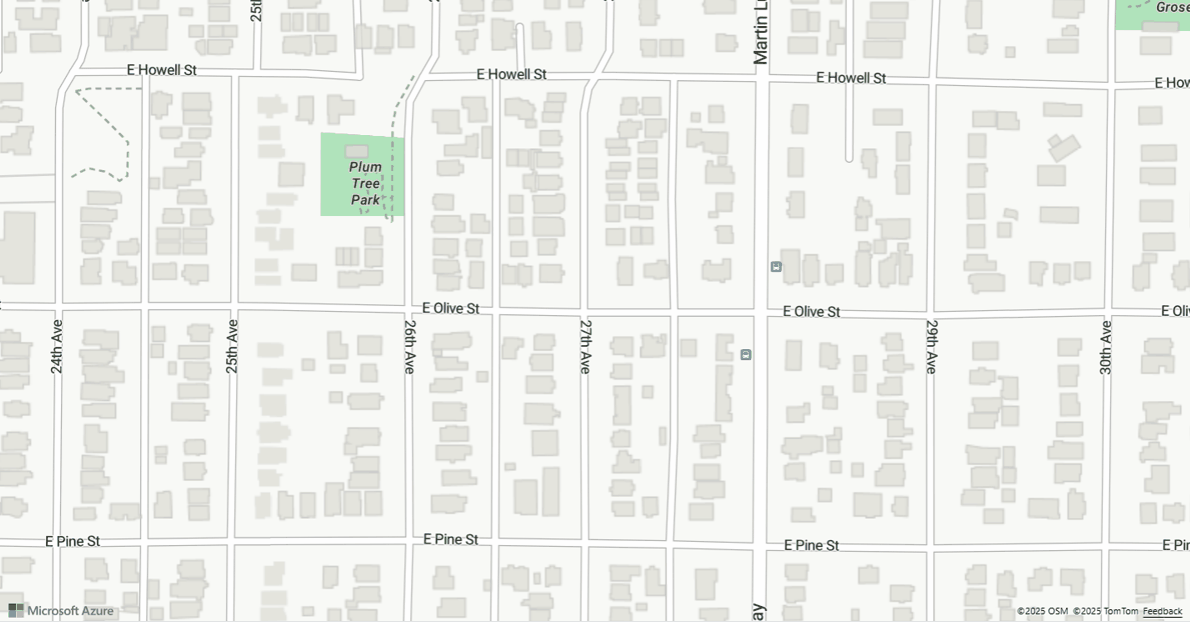 25th
Martin Lu
Grose
E Howell St
E Howell St
E Howell St
E How
Plum
Tree
Park
E Olive St
E Olive St
E Oliv
24th Ave
25th Ave
26th Ave
27th Ave
29th Ave
30th Ave
E Pine St
E Pine St
E Pine St
E Pin
ay
Microsoft Azure
©2025 OSM ©2025 TomTom Feedback